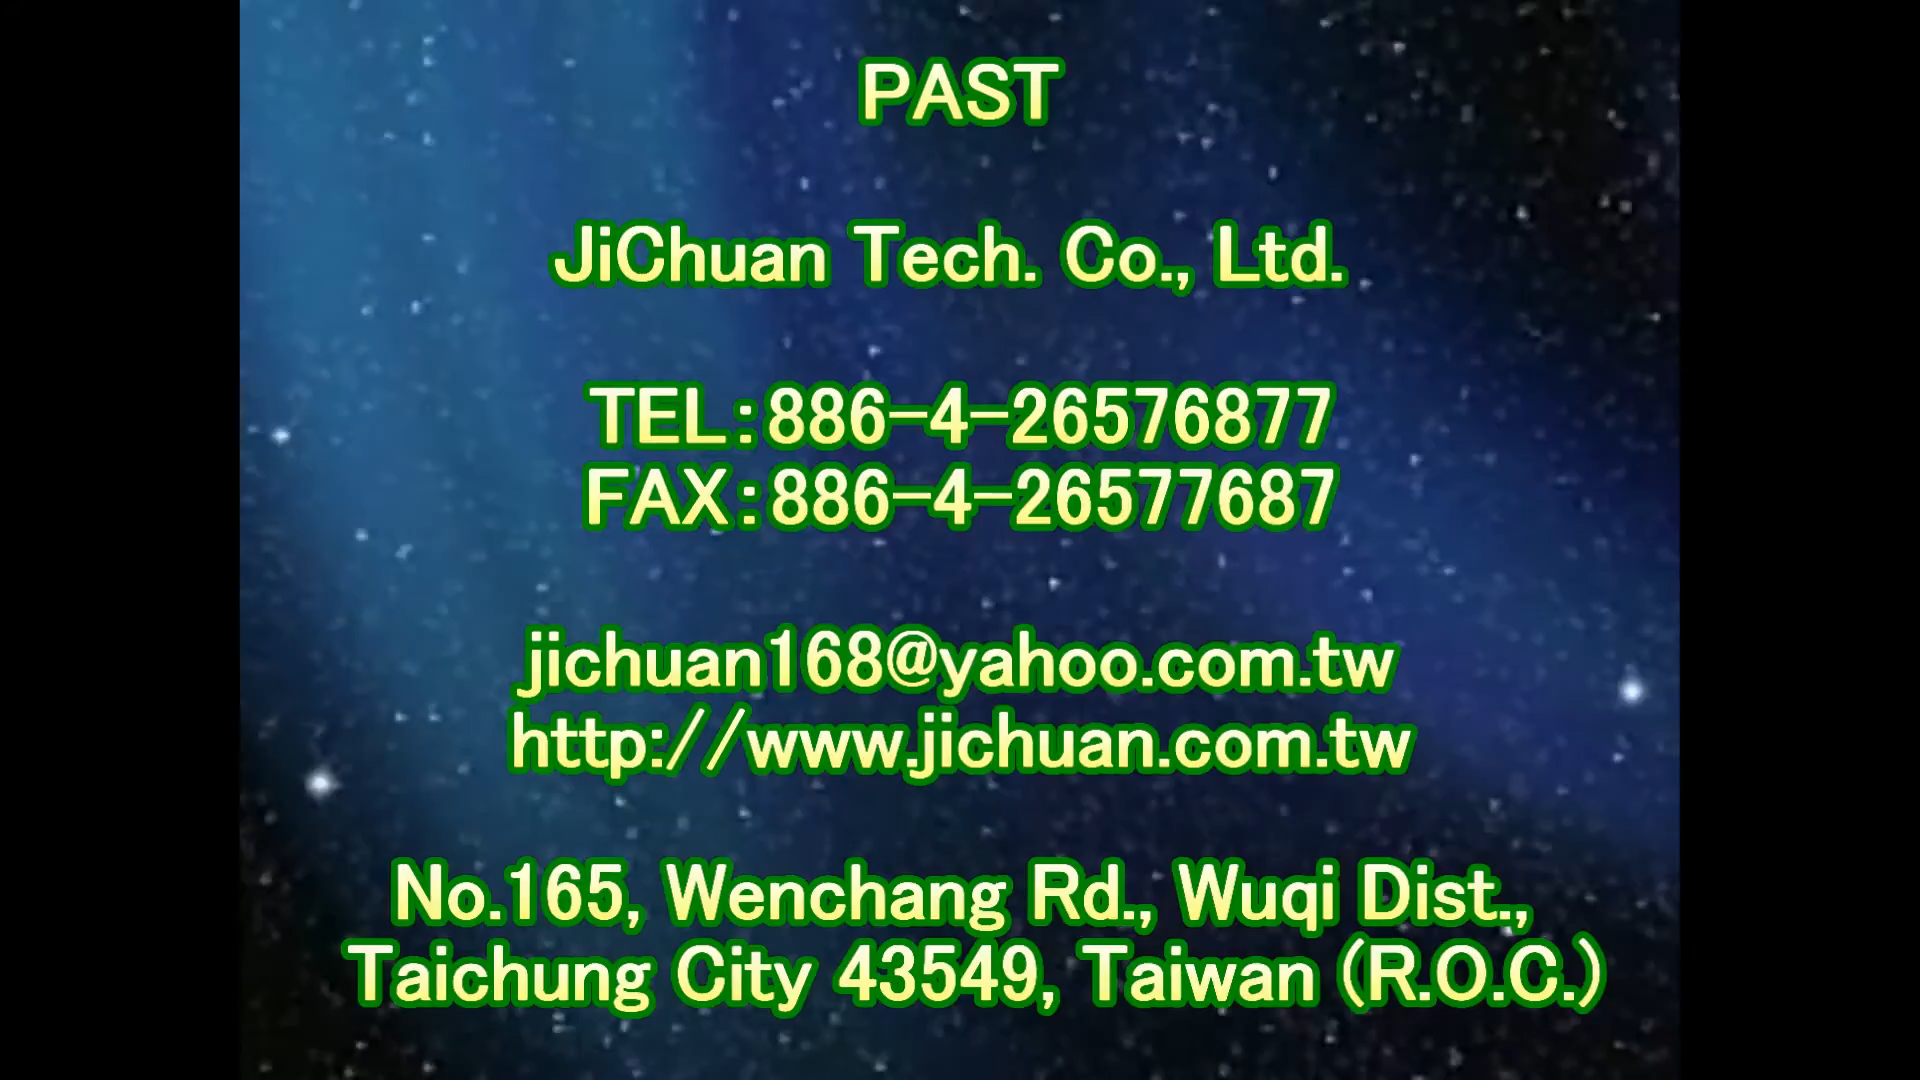 PAST
JiChuan Tech. Co., Ltd.
TEL:886-4-26576877
FAX:886-4-26577687
jichuan168@yahoo.com.tw
http://www.jichuan.com.tw
No.165, Wenchang Rd., Wuqi Dist.,
Taichung City 43549, Taiwan (R.O.C.)